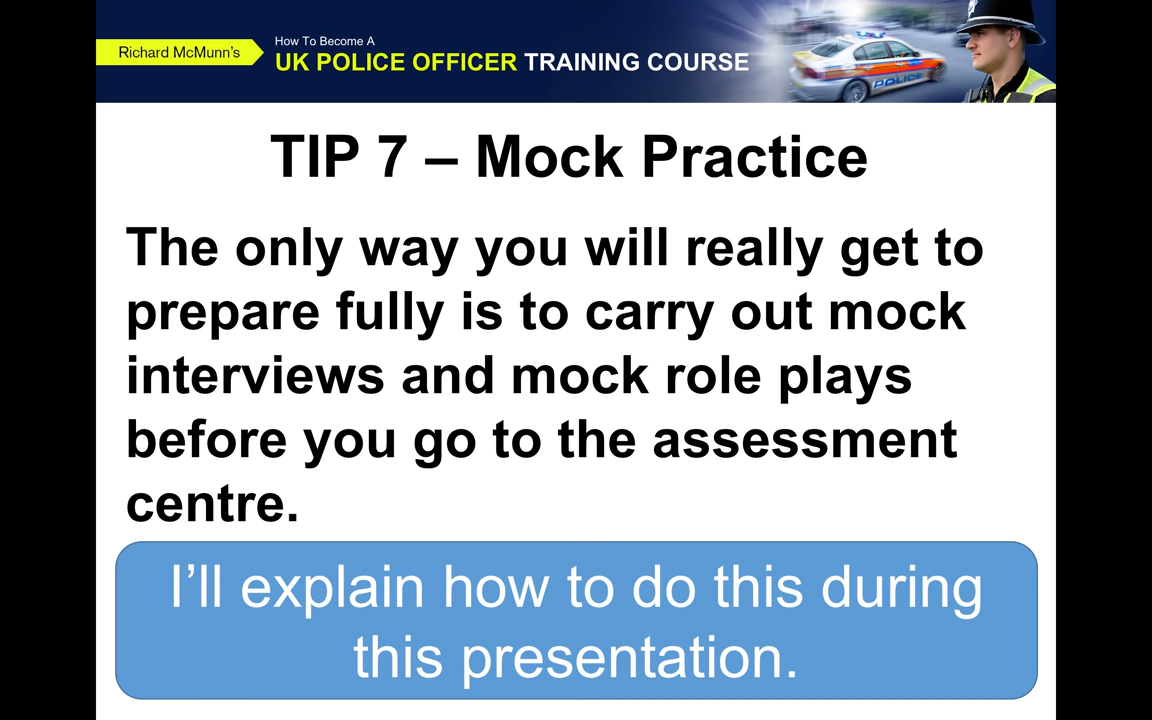 Richard McMunn's
How To Become A
UK POLICE OFFICER TRAINING COURSE
POLICE
TIP 7 – Mock Practice
The only way you will really get to
prepare fully is to carry out mock
interviews and mock role plays
before you go to the assessment
centre.
I'll explain how to do this during
this presentation.